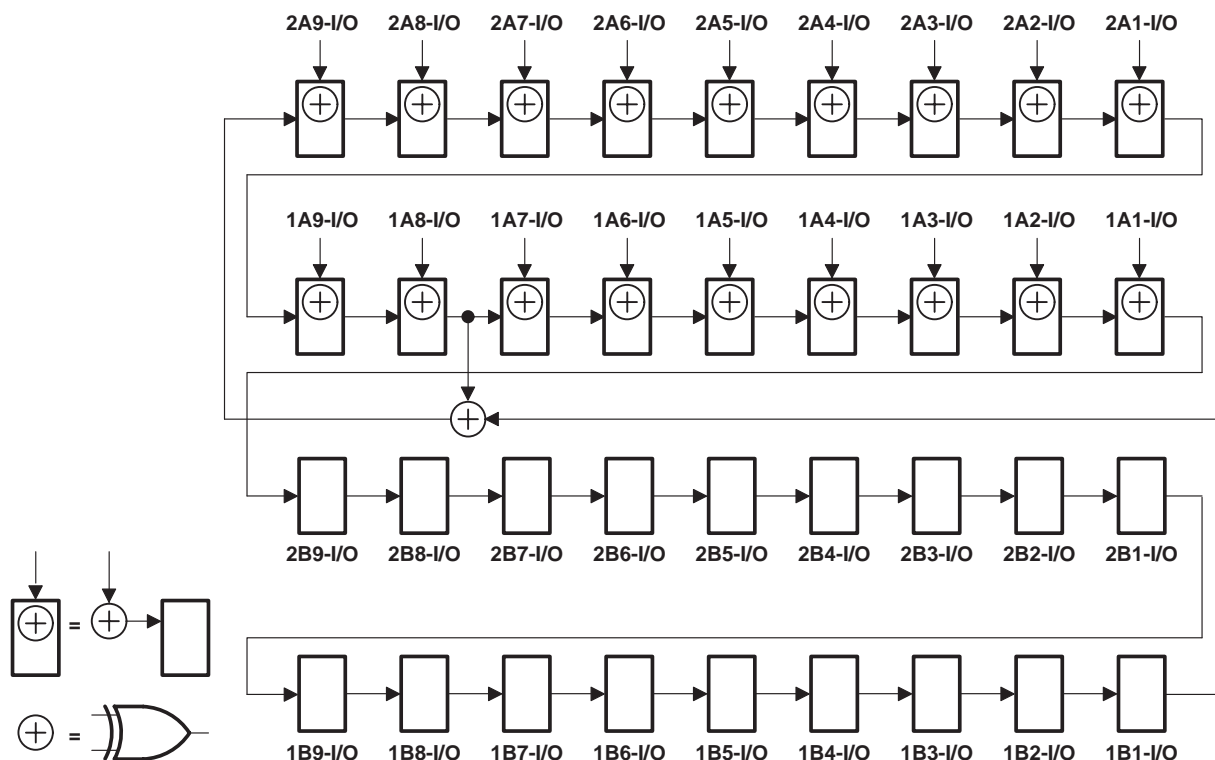 2A9-I/O 2A8-I/O 2A7-I/O 2A6-I/O 2A5-I/O 2A4-I/O 2A3-I/O 2A2-I/O 2A1-I/O
1A9-I/O 1A8-I/O 1A7-I/O 1A6-I/O 1A5-I/O 1A4-I/O 1A3-I/O 1A2-I/O 1A1-I/O
2B9-I/O 2B8-I/O 2B7-I/O 2B6-I/O 2B5-I/O 2B4-I/O 2B3-I/O 2B2-I/O 2B1-I/O
=
=
1B9-I/O 1B8-I/O 1B7-I/O 1B6-I/O 1B5-I/O 1B4-I/O 1B3-I/O 1B2-I/O 1B1-I/O